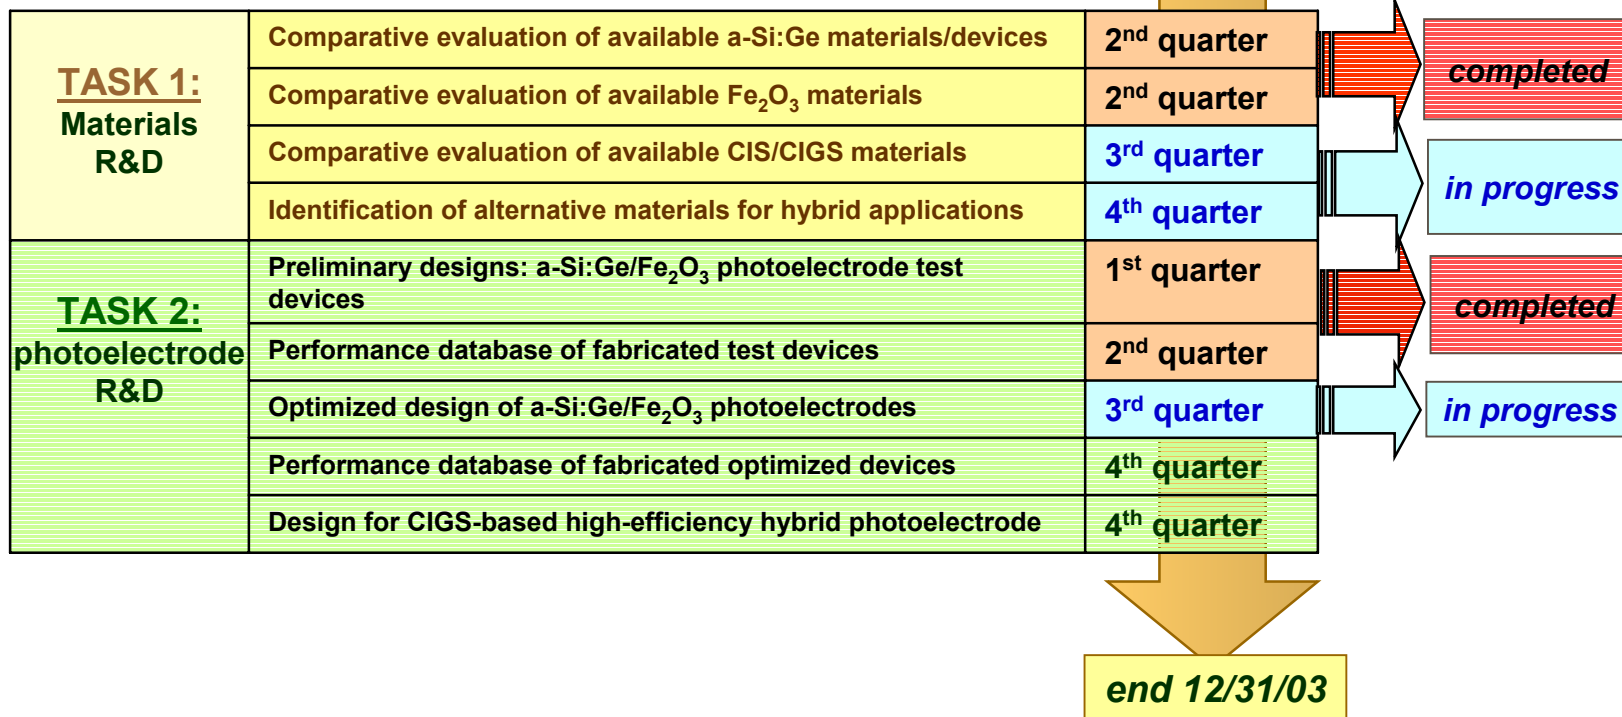 TASK 1:
Materials
R&D
Comparative evaluation of available a-Si:Ge materials/devices
2nd quarter
Comparative evaluation of available Fe2O3 materials
2nd quarter
completed
Comparative evaluation of available CIS/CIGS materials
3rd quarter
Identification of alternative materials for hybrid applications
4th quarter
in progress
TASK 2:
photoelectrode
R&D
Preliminary designs: a-Si:Ge/Fe2O3 photoelectrode test
devices
1st quarter
Performance database of fabricated test devices
2nd quarter
completed
Optimized design of a-Si:Ge/Fe2O3 photoelectrodes
3rd quarter
in progress
Performance database of fabricated optimized devices
4th quarter
Design for CIGS-based high-efficiency hybrid photoelectrode
4th quarter
end 12/31/03